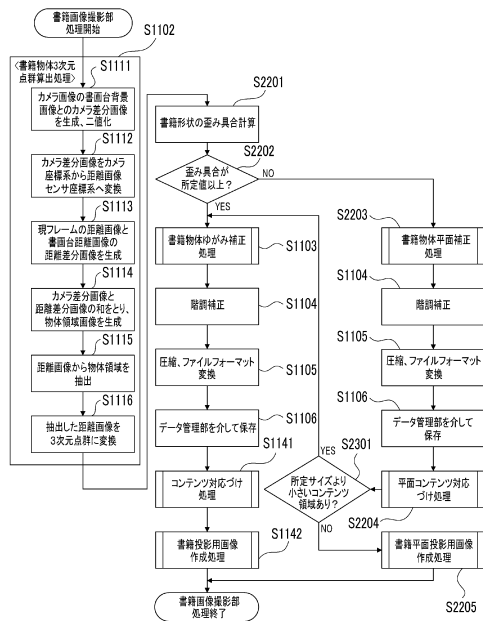 書籍画像撮影部
処理開始
S1102
〈書籍物体3次元
点群算出処理〉
S1111
カメラ画像の書画台背景
画像とのカメラ差分画像
を生成、二値化
S1112
カメラ差分画像をカメラ
座標系から距離画像
センサ座標系へ変換
S1113
現フレームの距離画像と
書画台距離画像の
距離差分画像を生成
S1114
カメラ差分画像と
距離差分画像の和をとり、
物体領域画像を生成
S1115
距離画像から物体領域を
抽出
S1116
抽出した距離画像を
3次元点群に変換
S2201
書籍形状の歪み具合計算
S2202
歪み具合が
所定値以上？
YES
NO
書籍物体ゆがみ補正
処理
S1103
階調補正
S1104
圧縮、ファイルフォーマット
変換
S1105
データ管理部を介して保存
S1106
コンテンツ対応づけ
処理
S1141
書籍投影用画像
作成処理
S1142
書籍画像撮影部
処理終了
S2203
書籍物体平面補正
処理
S1104
階調補正
S1105
圧縮、ファイルフォーマット
変換
S1106
データ管理部を介して
保存
平面コンテンツ対応
づけ処理
S2204
S2301
所定サイズより
小さいコンテンツ
領域あり？
YES
NO
書籍平面投影用画像
作成処理
S2205